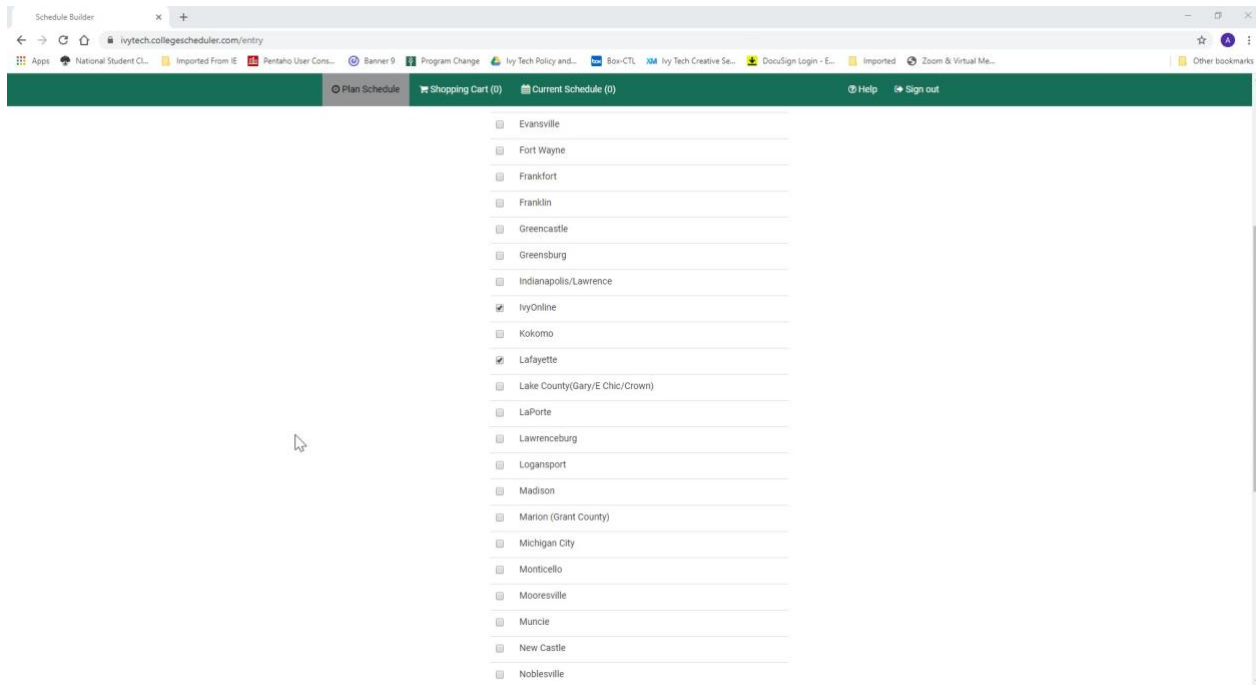 Schedule Builder
ivytech.collegescheduler.com/entry
A
Apps National Student Cl... Imported From IE Pentaho User Cons... Banner 9 Program Change Ivy Tech Policy and... box Box-CTL XM Ivy Tech Creative Se... DocuSign Login - E... Imported Zoom & Virtual Me... Other bookmarks
Plan Schedule Shopping Cart (0) Current Schedule (0) Help Sign out
Evansville
Fort Wayne
Frankfort
Franklin
Greencastle
Greensburg
Indianapolis/Lawrence
IvyOnline
Kokomo
Lafayette
Lake County(Gary/E Chic/Crown)
LaPorte
Lawrenceburg
Logansport
Madison
Marion (Grant County)
Michigan City
Monticello
Mooresville
Muncie
New Castle
Noblesville